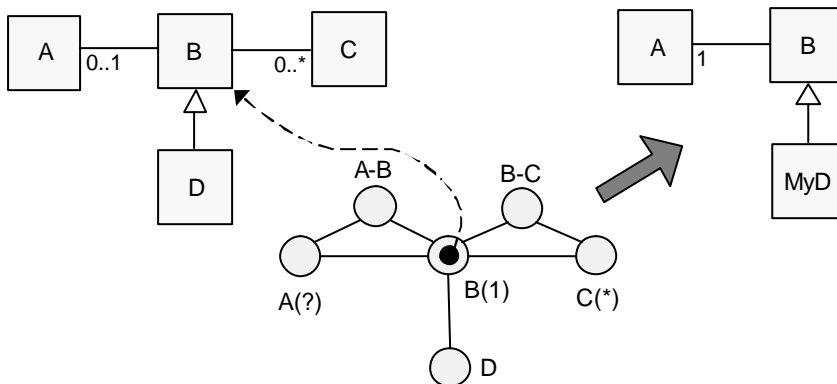 A
0..1
B
0..*
C
D
A
1
B
MyD
A-B
B-C
A(?)
B(1)
C(*)
D